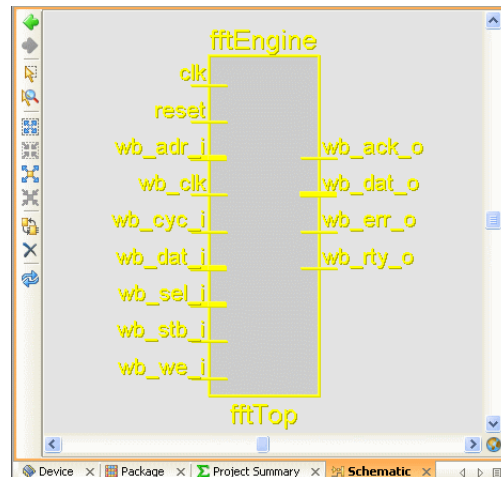 fftEngine
clk
reset
wb_adr_i
wb_ack_o
wb_clk
wb_dat_o
wb_cyc_i
wb_err_o
wb_dat_i
wb_rty_o
wb_sel_i
wb_stb_i
wb_we_i
fftTop
Device
Package
Project Summary
Schematic